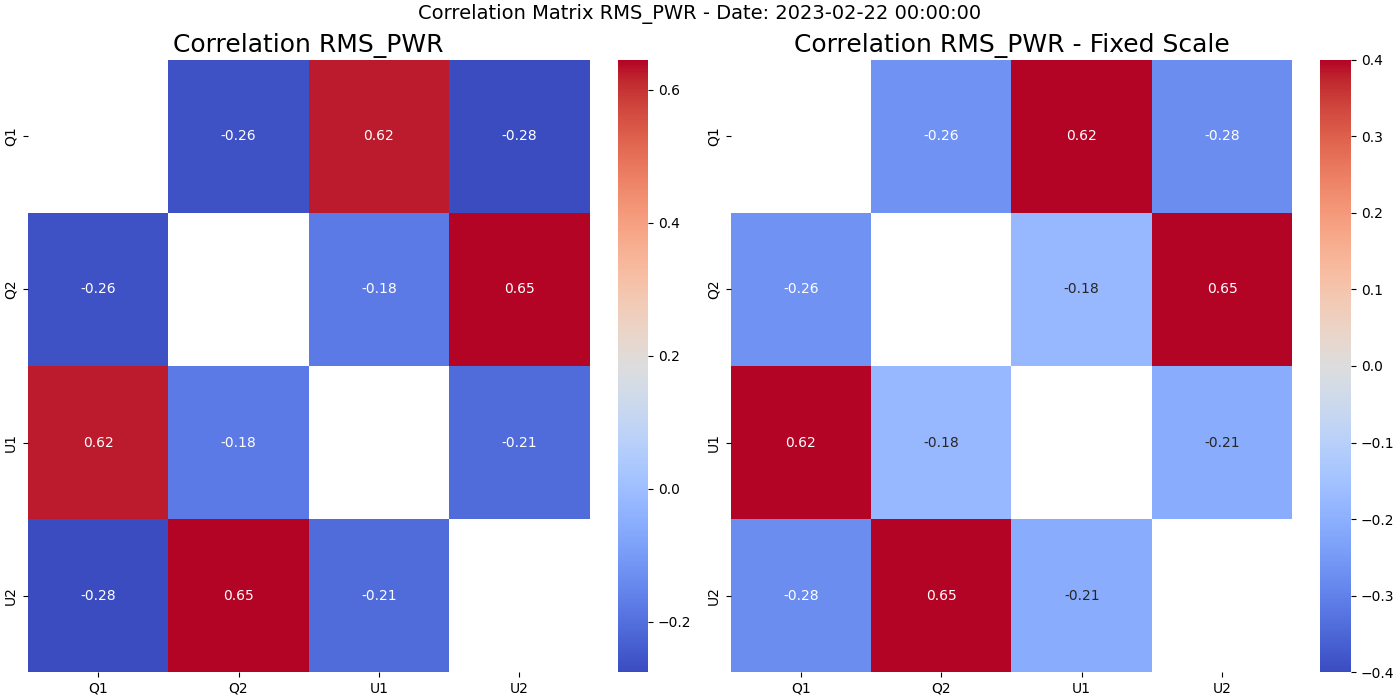 Correlation Matrix RMS_PWR - Date: 2023-02-22 00:00:00
Correlation RMS_PWR
Q1
-0.26
0.62
-0.28
Q2
-0.26
-0.18
0.65
U1
0.62
-0.18
-0.21
U2
-0.28
0.65
-0.21
Q1
Q2
U1
U2
0.6
0.4
0.2
0.0
−0.2
Correlation RMS_PWR - Fixed Scale
Q1
-0.26
0.62
-0.28
Q2
-0.26
-0.18
0.65
U1
0.62
-0.18
-0.21
U2
-0.28
0.65
-0.21
Q1
Q2
U1
U2
0.4
0.3
0.2
0.1
0.0
−0.1
−0.2
−0.3
−0.4